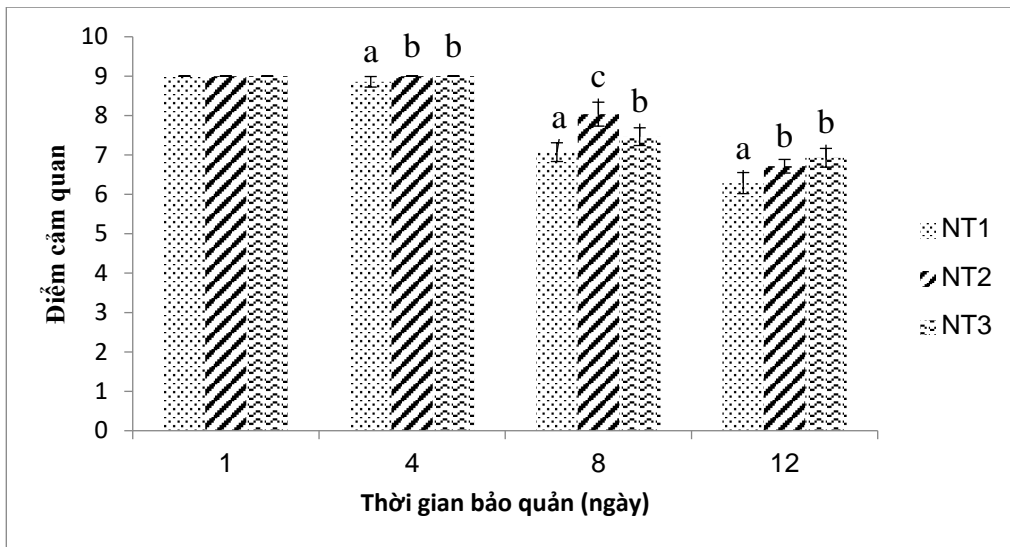 Điểm cảm quan
10
9
8
7
6
5
4
3
2
1
0
a b b
a c b
a b b
1 4 8 12
Thời gian bảo quản (ngày)
NT1
NT2
NT3